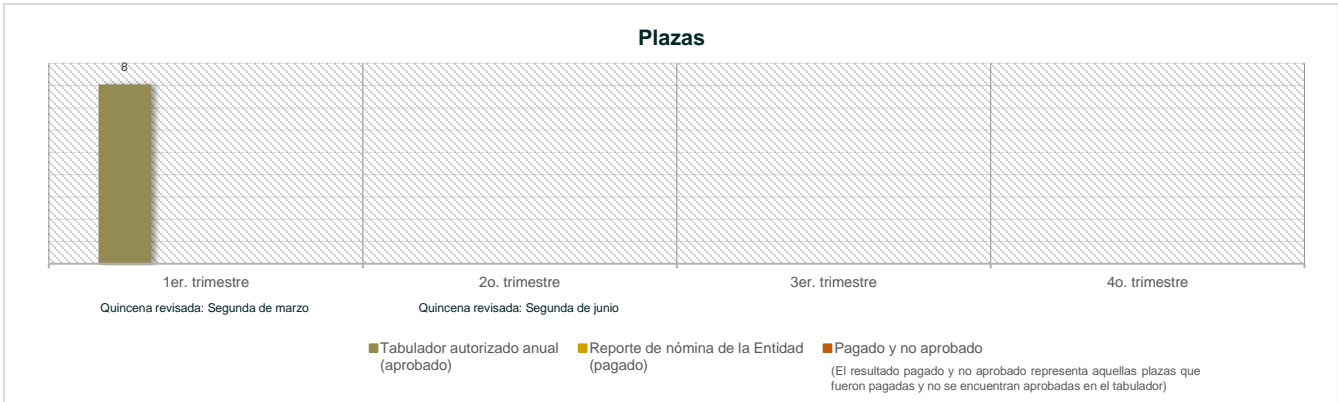 Plazas
8
1er. trimestre
2o. trimestre
3er. trimestre
4o. trimestre
Quincena revisada: Segunda de marzo
Quincena revisada: Segunda de junio
Tabulador autorizado anual
(aprobado)
Reporte de nómina de la Entidad
(pagado)
Pagado y no aprobado
(El resultado pagado y no aprobado representa aquellas plazas que
fueron pagadas y no se encuentran aprobadas en el tabulador)